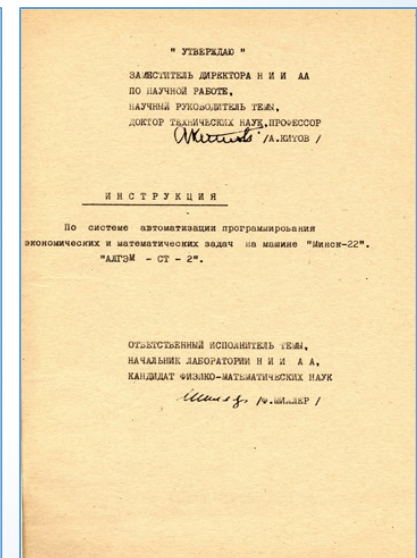 " УТВЕРЖДАЮ "
ЗАМЕСТИТЕЛЬ ДИРЕКТОРА Н И И АА
ПО НАУЧНОЙ РАБОТЕ,
НАУЧНЫЙ РУКОВОДИТЕЛЬ ТЕМЫ,
ДОКТОР ТЕХНИЧЕСКИХ НАУК, ПРОФЕССОР
/А.КИТОВ /
И Н С Т Р У К Ц И Я
По системе автоматизации программирования
экономических и математических задач на машине "Минск-22".
"АЛГЭМ - СТ - 2".
ОТВЕТСТВЕННЫЙ ИСПОЛНИТЕЛЬ ТЕМЫ,
НАЧАЛЬНИК ЛАБОРАТОРИИ Н И И А А,
КАНДИДАТ ФИЗИКО-МАТЕМАТИЧЕСКИХ НАУК
/Ф.МИЛЛЕР /